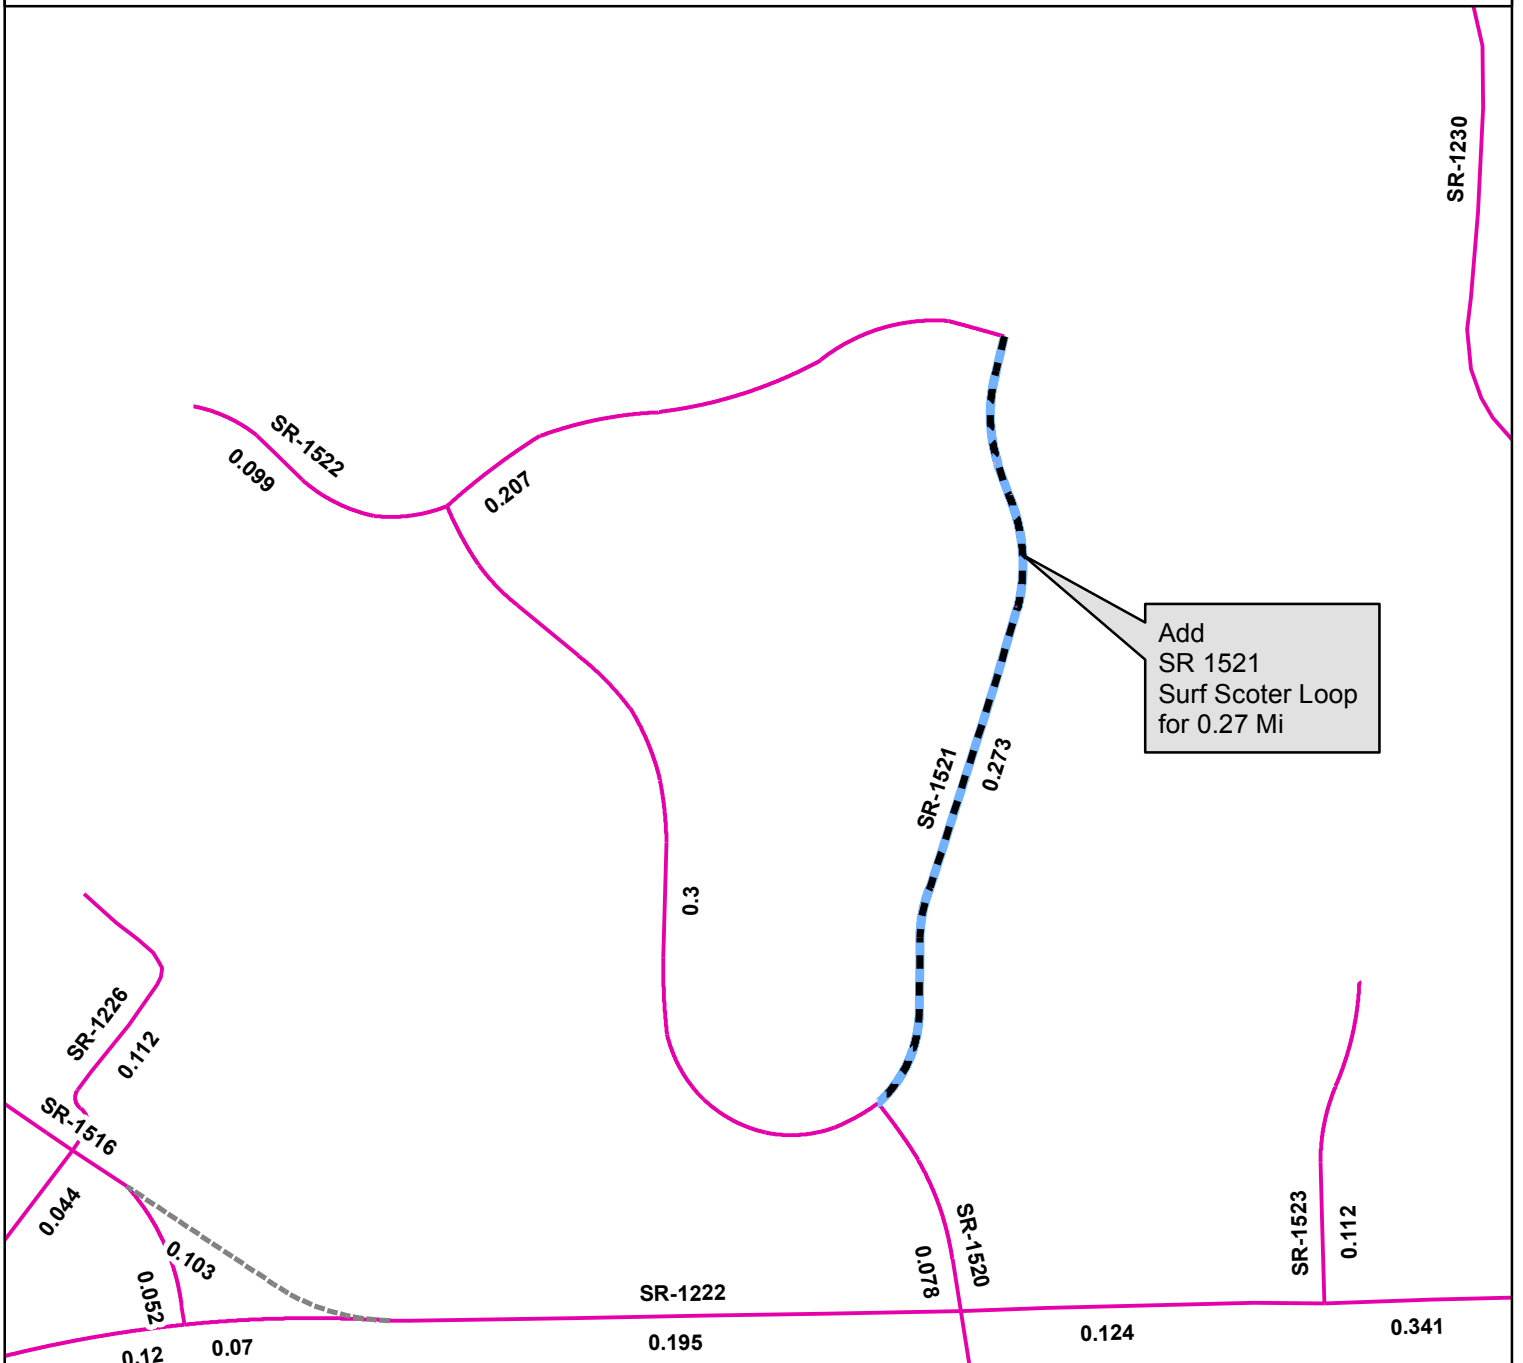 SR-1230
SR-1522
0.099
0.207
Add
SR 1521
Surf Scoter Loop
for 0.27 Mi
SR-1521
0.273
0.3
SR-1226
0.112
SR-1516
0.044
0.103
0.052
SR-1520
0.078
SR-1523
0.112
SR-1222
0.12
0.07
0.195
0.124
0.341